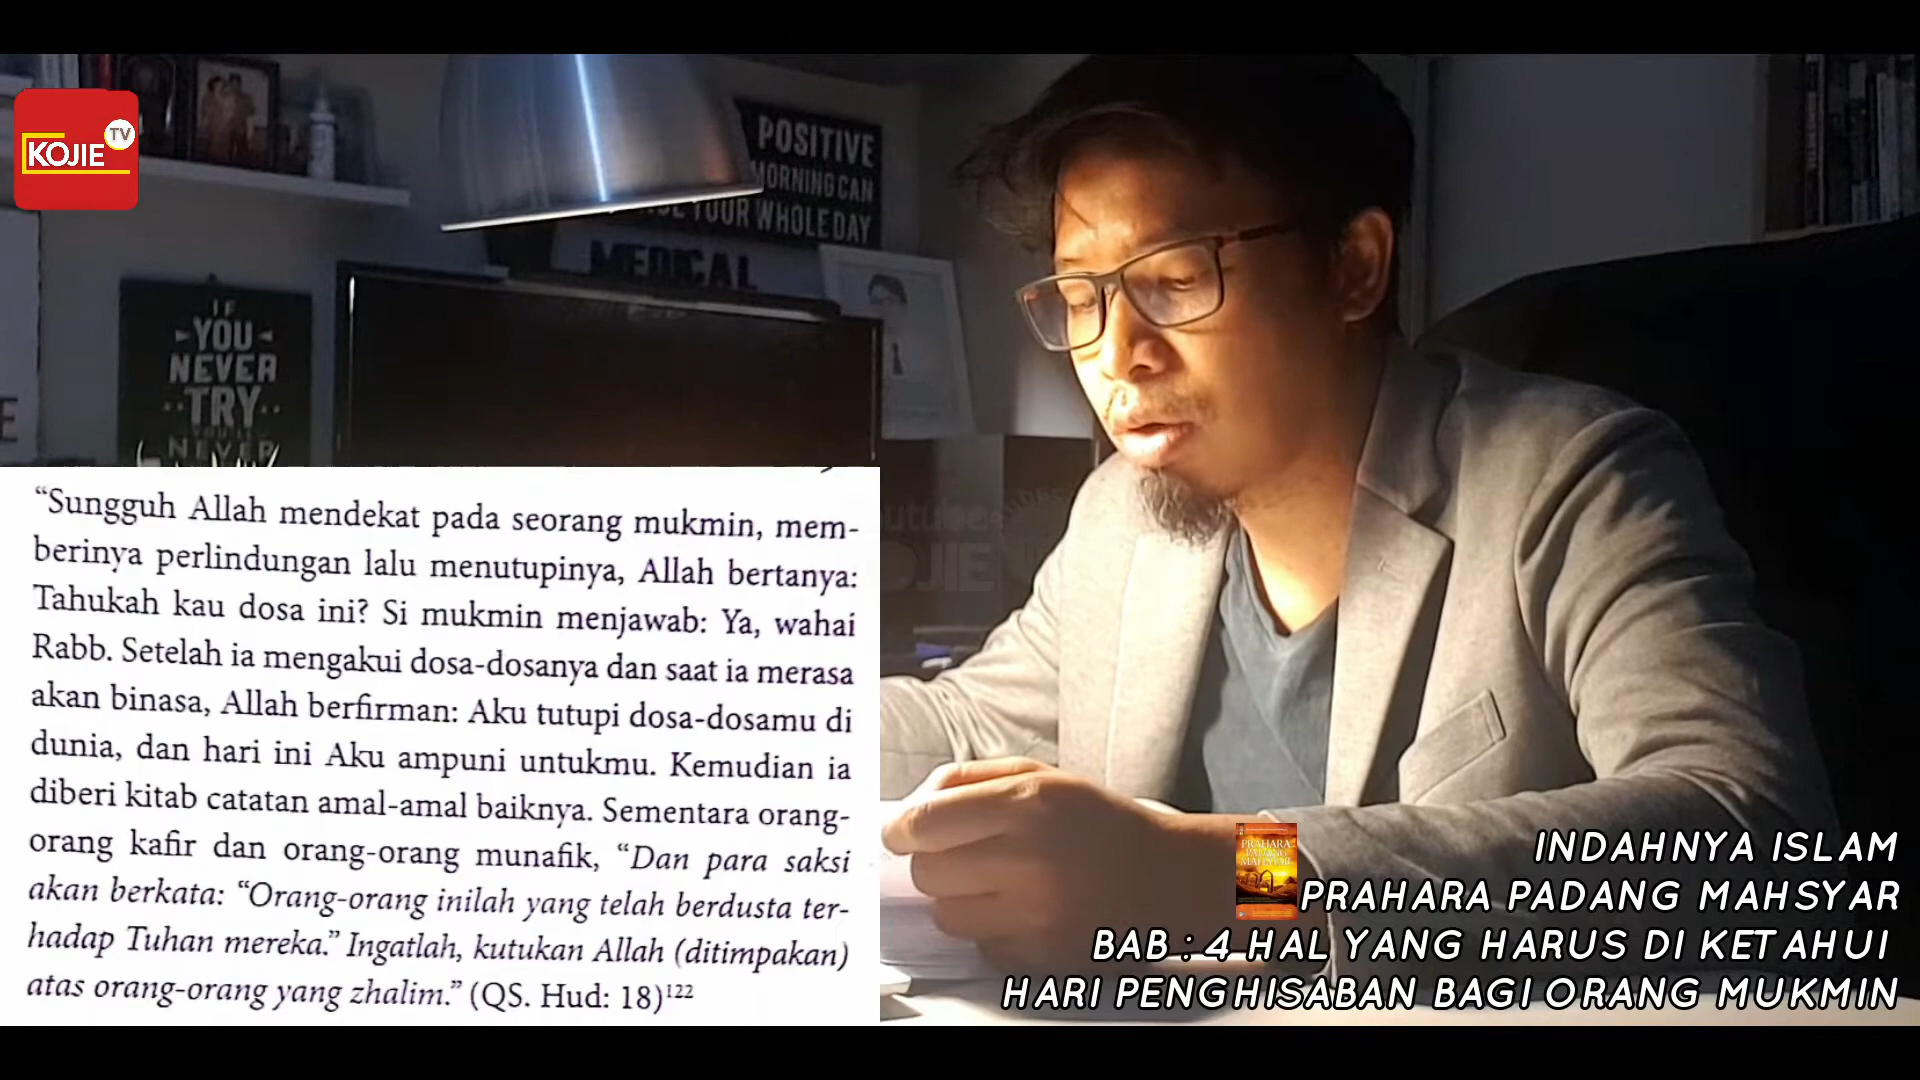 KOJIE TV
POSITIVE
MORNING CAN
YOUR WHOLE DAY
MEDICAL
IF
YOU
NEVER
TRY
NEVER
“Sungguh Allah mendekat pada seorang mukmin, mem-
berinya perlindungan lalu menutupinya, Allah bertanya:
Tahukah kau dosa ini? Si mukmin menjawab: Ya, wahai
Rabb. Setelah ia mengakui dosa-dosanya dan saat ia merasa
akan binasa, Allah berfirman: Aku tutupi dosa-dosamu di
dunia, dan hari ini Aku ampuni untukmu. Kemudian ia
diberi kitab catatan amal-amal baiknya. Sementara orang-
orang kafir dan orang-orang munafik, “Dan para saksi
akan berkata: “Orang-orang inilah yang telah berdusta ter-
hadap Tuhan mereka.” Ingatlah, kutukan Allah (ditimpakan)
atas orang-orang yang zhalim.” (QS. Hud: 18)122
PRAHARA
PADANG
MAHSYAR
INDAHNYA ISLAM
PRAHARA PADANG MAHSYAR
BAB : 4 HAL YANG HARUS DI KETAHUI
HARI PENGHISABAN BAGI ORANG MUKMIN